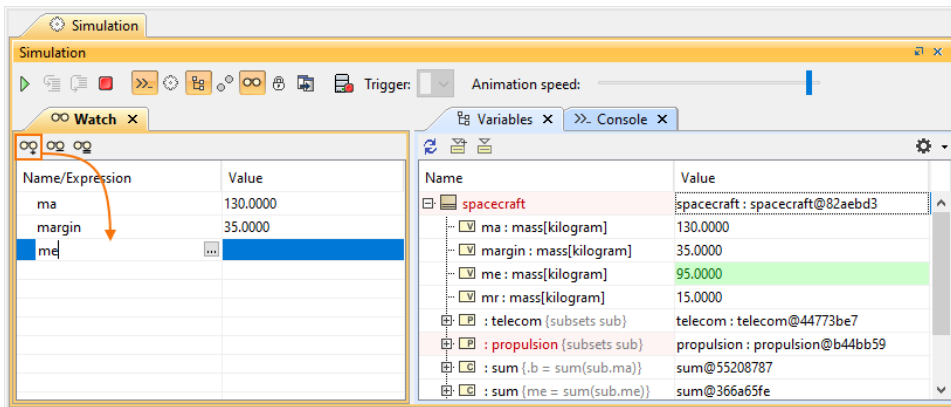 Simulation
Simulation
Trigger: Animation speed:
Watch
Name/Expression Value
ma 130.0000
margin 35.0000
me ...
Variables Console
Name Value
spacecraft spacecraft : spacecraft@82aebd3
V ma : mass[kilogram] 130.0000
V margin : mass[kilogram] 35.0000
V me : mass[kilogram] 95.0000
V mr : mass[kilogram] 15.0000
P : telecom {subsets sub} telecom : telecom@44773be7
P : propulsion {subsets sub} propulsion : propulsion@b44bb59
C : sum {.b = sum(sub.ma)} sum@55208787
C : sum {me = sum(sub.me)} sum@366a65fe